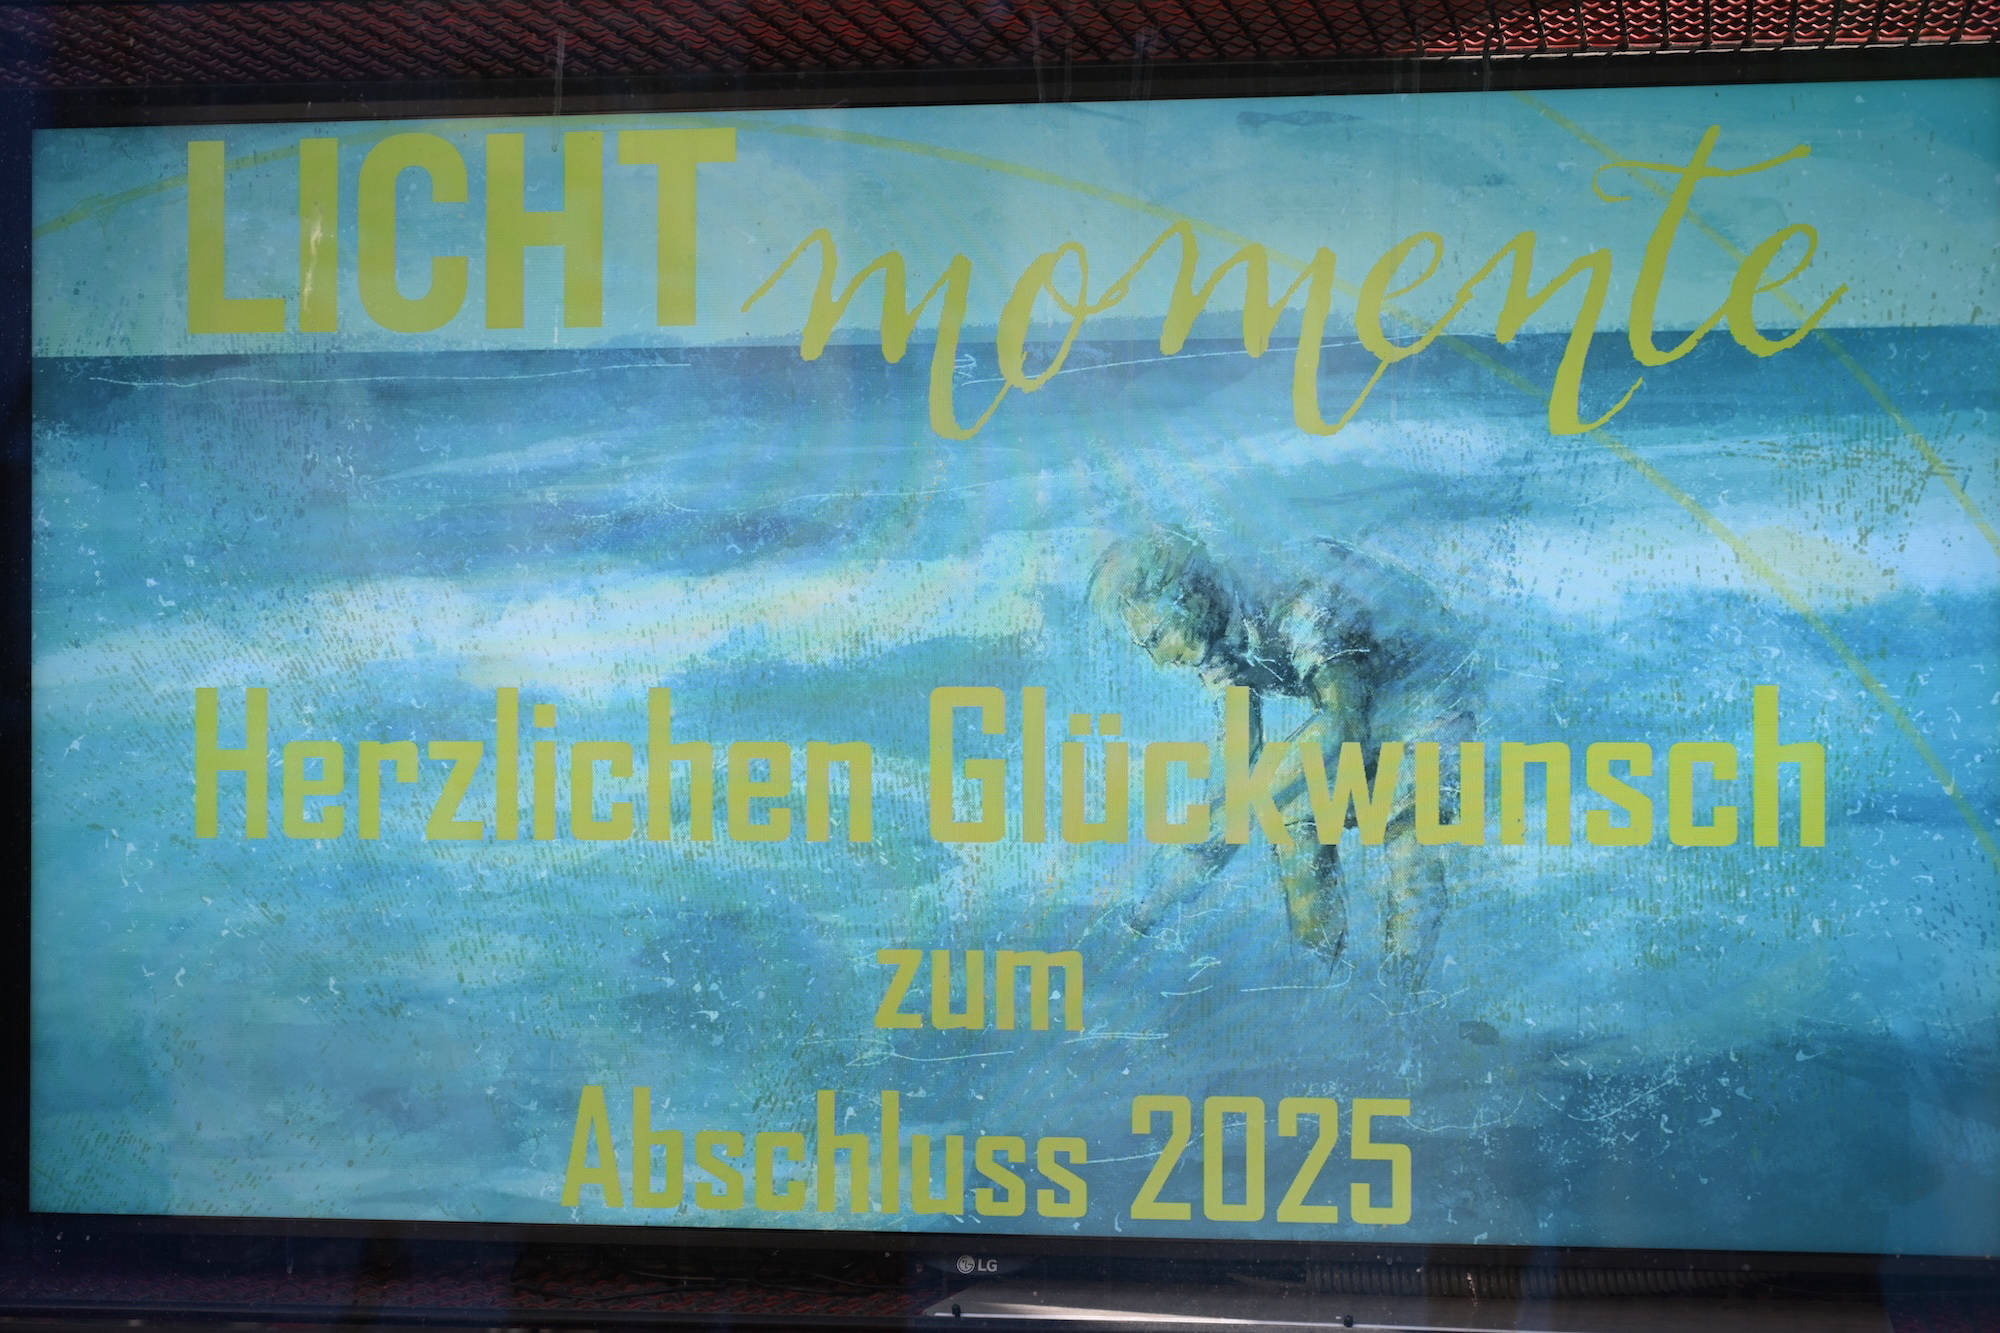 LICHT momente
Herzlichen Glückwunsch
zum
Abschluss 2025
LG